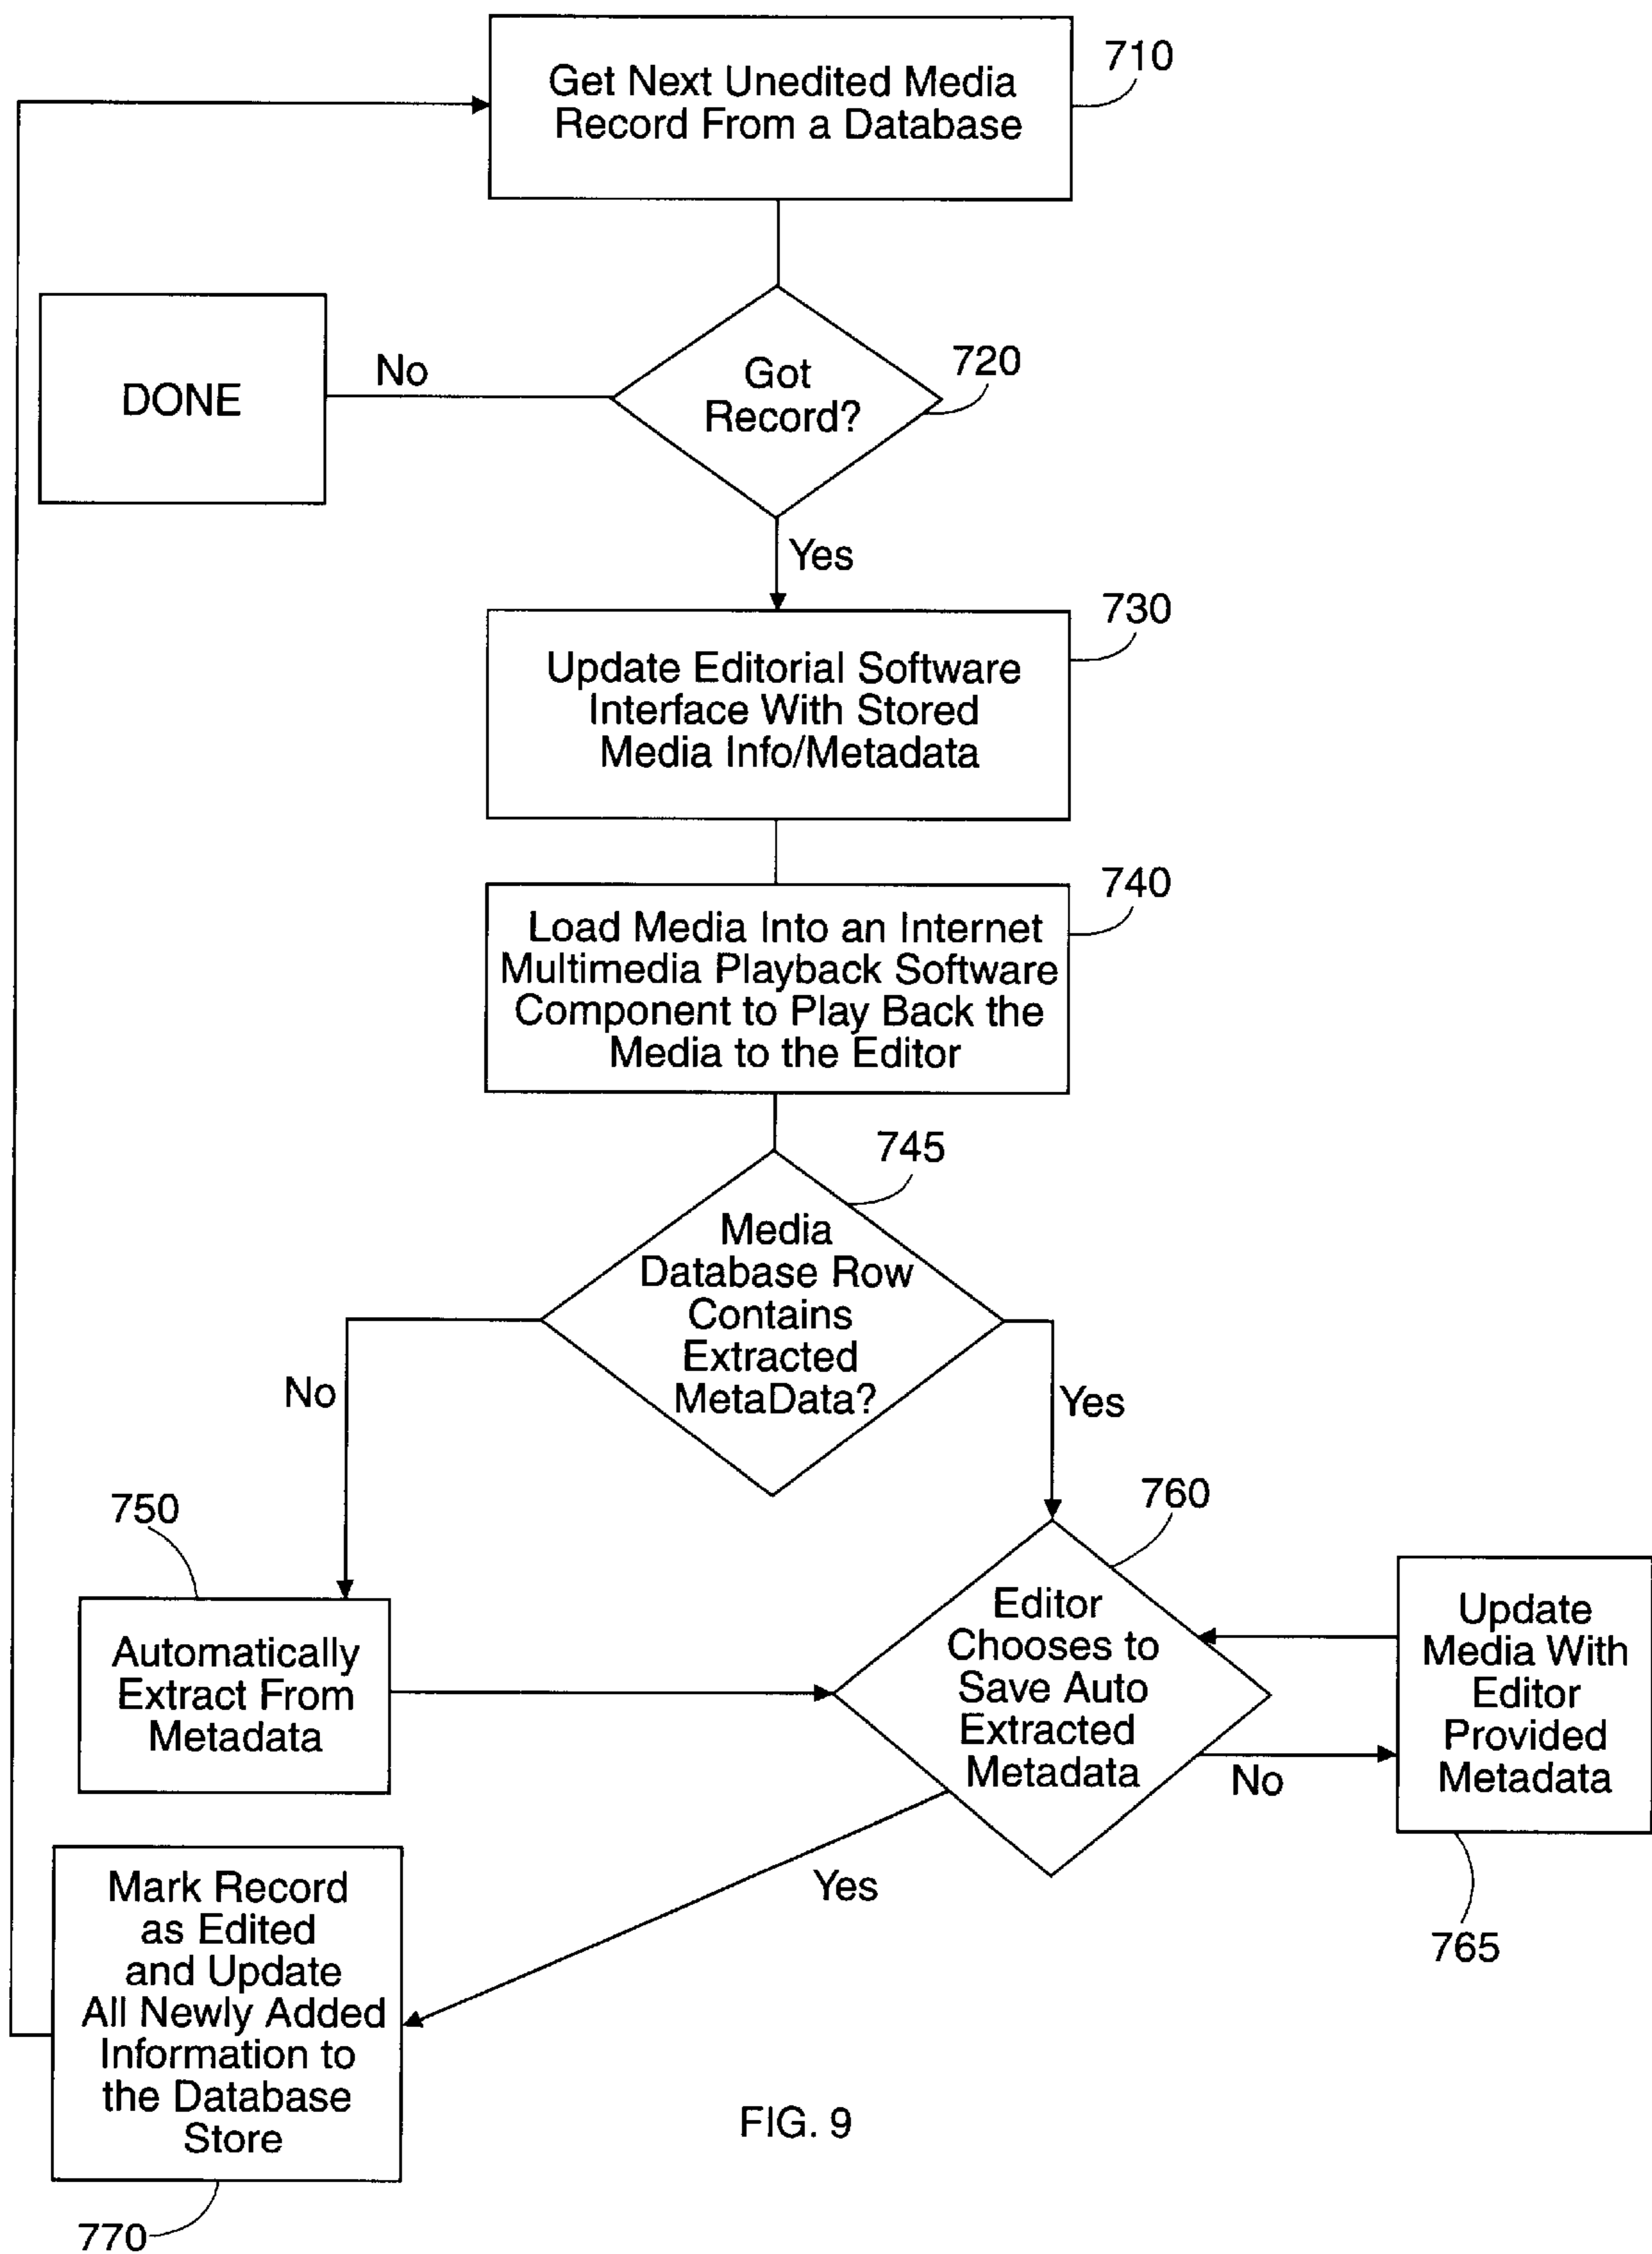 Get Next Unedited Media
Record From a Database
710
Got
Record?
720
No
DONE
Yes
730
Update Editorial Software
Interface With Stored
Media Info/Metadata
740
Load Media Into an Internet
Multimedia Playback Software
Component to Play Back the
Media to the Editor
745
Media
Database Row
Contains
Extracted
MetaData?
No
Yes
750
Automatically
Extract From
Metadata
760
Editor
Chooses to
Save Auto
Extracted
Metadata
No
Update
Media With
Editor
Provided
Metadata
765
Yes
Mark Record
as Edited
and Update
All Newly Added
Information to
the Database
Store
770
FIG. 9